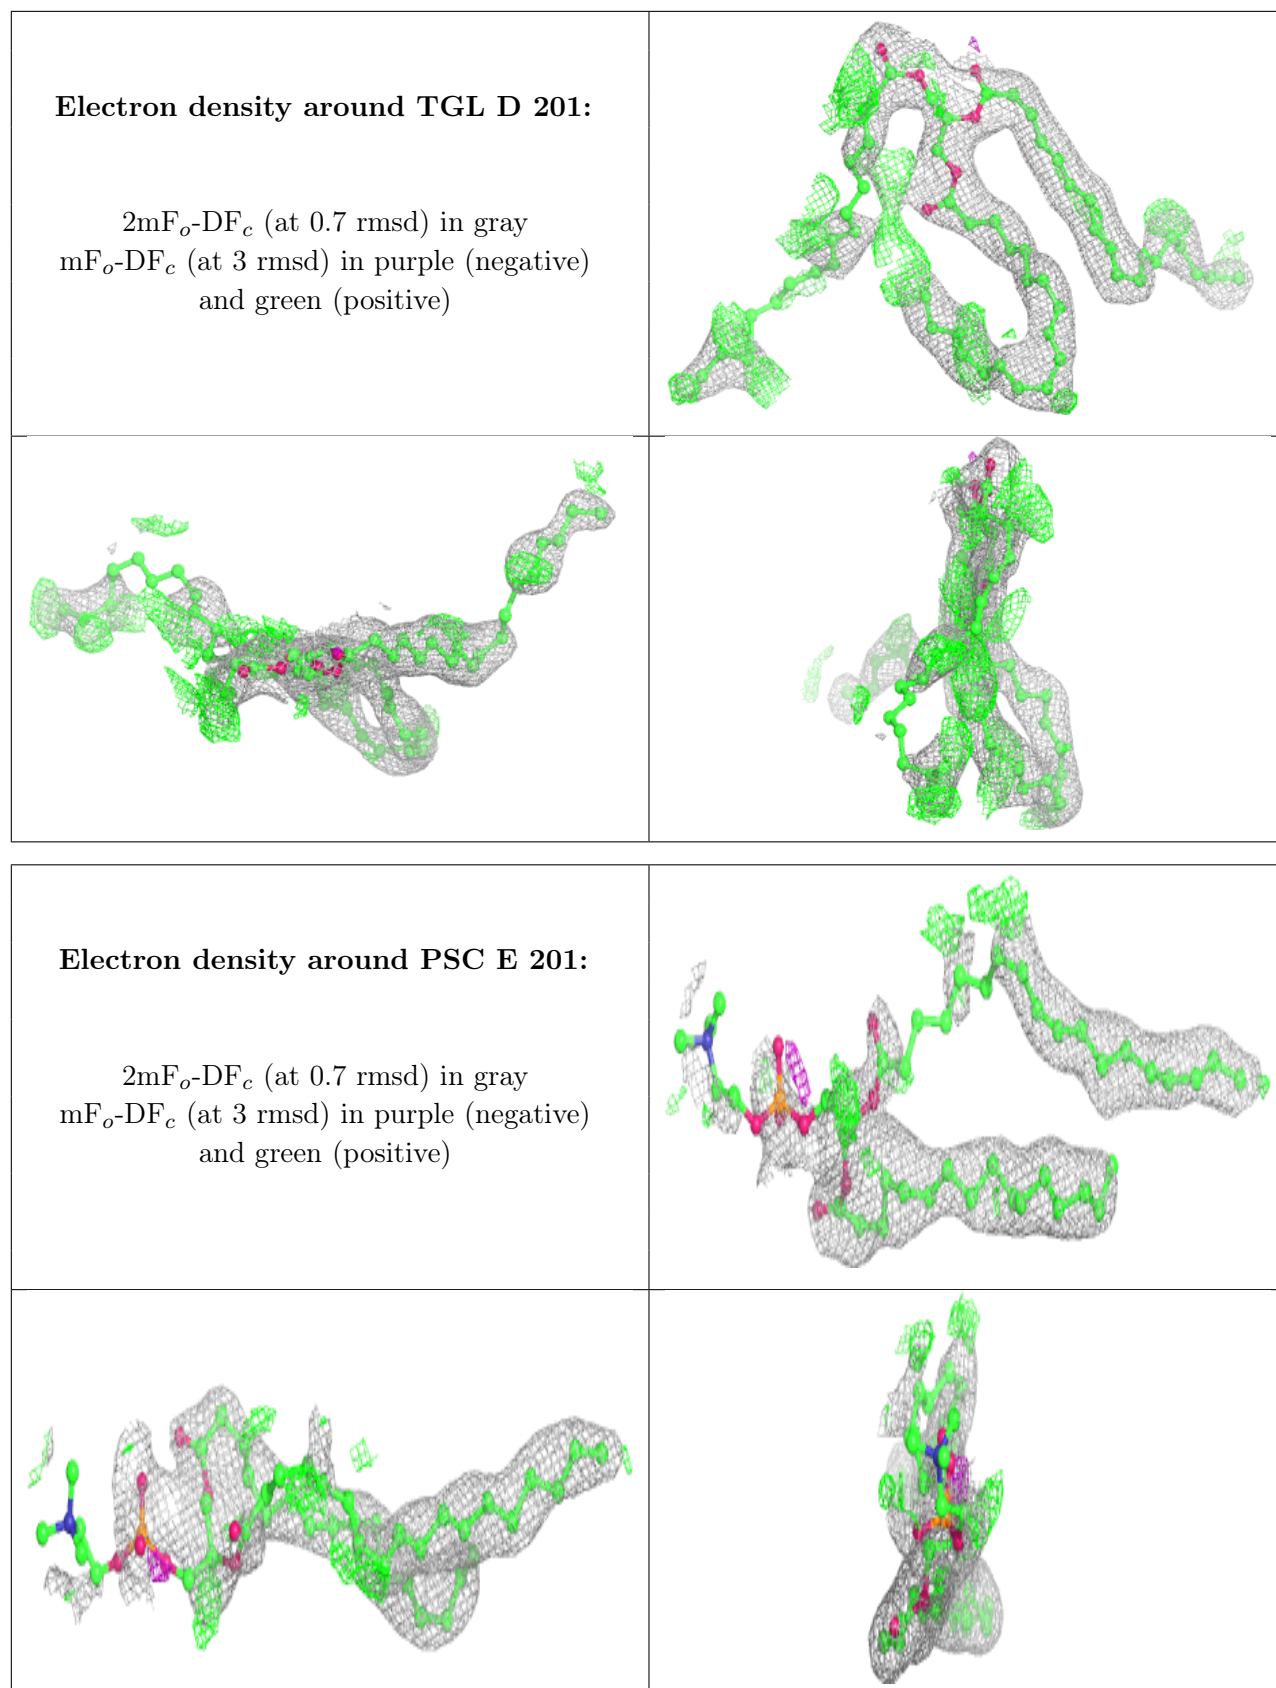 Electron density around TGL D 201:
2mFo-DFc (at 0.7 rmsd) in gray
mFo-DFc (at 3 rmsd) in purple (negative)
and green (positive)
Electron density around PSC E 201:
2mFo-DFc (at 0.7 rmsd) in gray
mFo-DFc (at 3 rmsd) in purple (negative)
and green (positive)